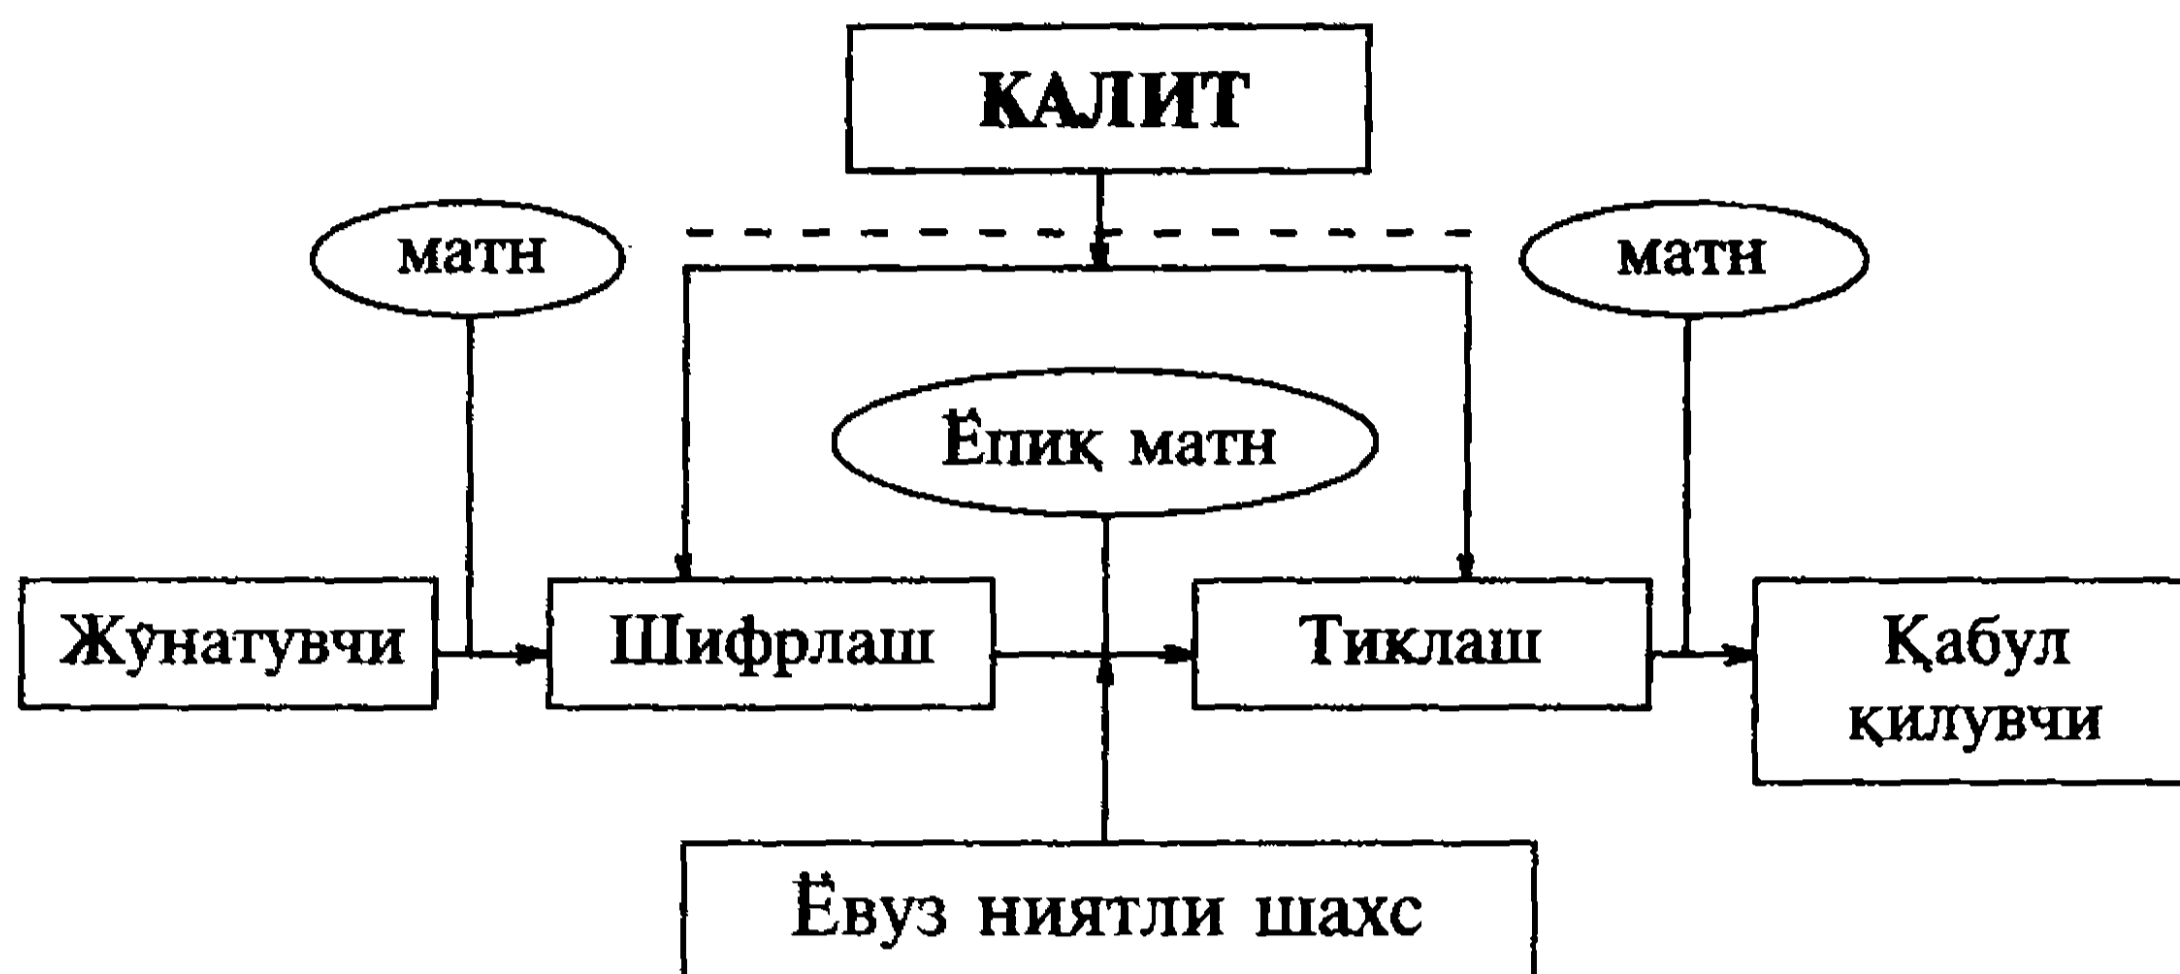 КАЛИТ
матн
матн
Ёпиқ матн
Жўнатувчи
Шифрлаш
Тиклаш
Қабул
қилувчи
Ёвуз ниятли шахс